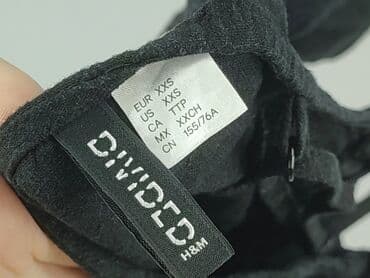 EUR XXS
US XXS
CA TTP
MX XXCH
CN 155/76A
DIVIDED
H&M